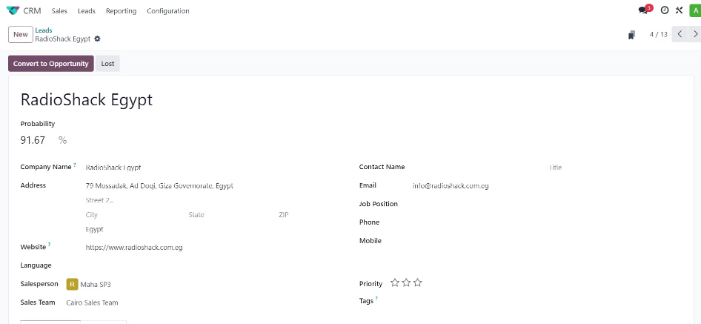 CRM Sales Leads Reporting Configuration 1 A
New Leads 4 / 13
RadioShack Egypt
Convert to Opportunity Lost
RadioShack Egypt
Probability
91.67 %
Company Name ? RadioShack Egypt Contact Name Title
Address 79 Mossadak, Ad Doqi, Giza Governorate, Egypt Email info@radioshack.com.eg
Street 2... Job Position
City State ZIP Phone
Egypt Mobile
Website ? https://www.radioshack.com.eg
Language
Salesperson Maha SP3 Priority
Sales Team Cairo Sales Team Tags ?